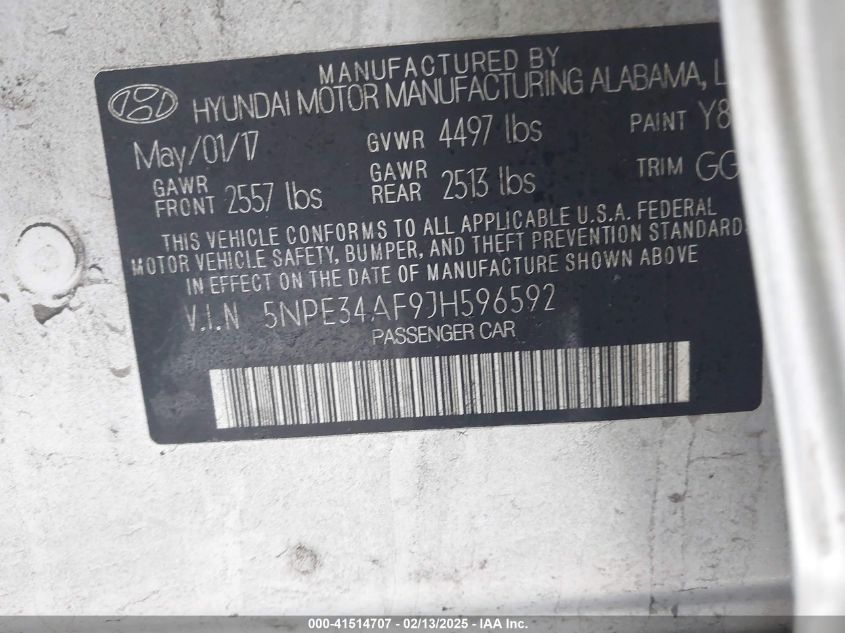 MANUFACTURED BY
HYUNDAI MOTOR MANUFACTURING ALABAMA, L
May/01/17 GVWR 4497 lbs PAINT Y8
GAWR FRONT 2557 lbs GAWR REAR 2513 lbs TRIM GG
THIS VEHICLE CONFORMS TO ALL APPLICABLE U.S.A. FEDERAL
MOTOR VEHICLE SAFETY, BUMPER, AND THEFT PREVENTION STANDARD
IN EFFECT ON THE DATE OF MANUFACTURE SHOWN ABOVE
V.I.N 5NPE34AF9JH596592
PASSENGER CAR
000-41514707 - 02/13/2025 - IAA Inc.